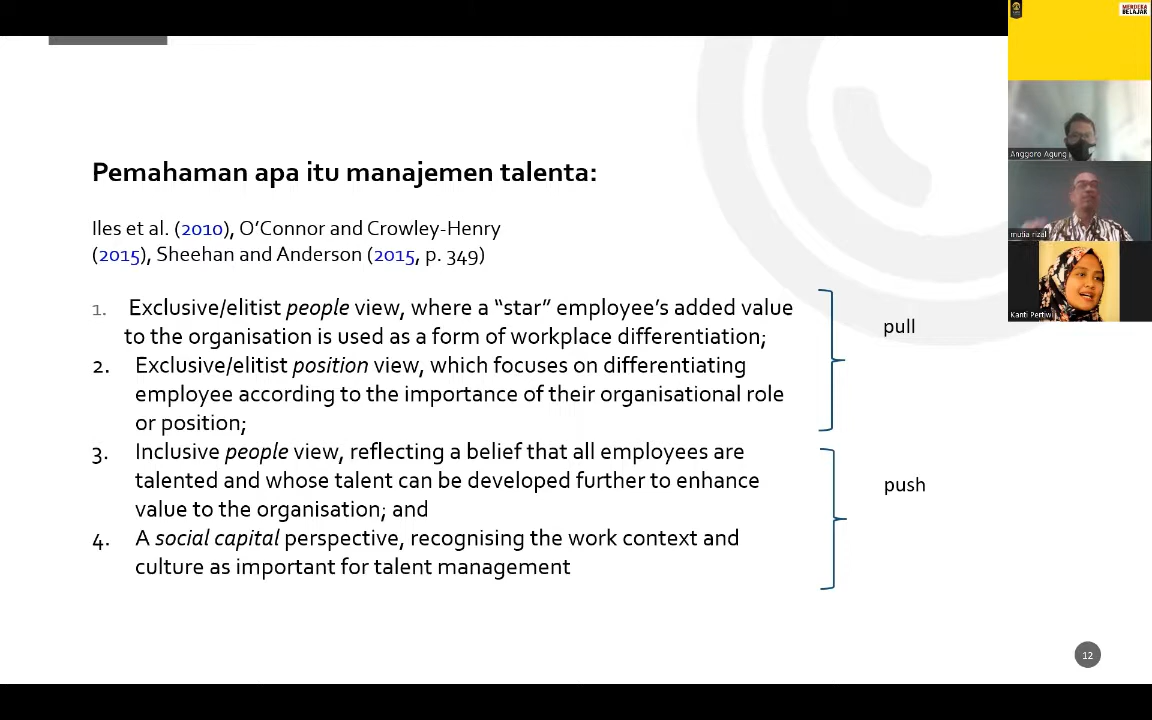 MERDEKA
BELAJAR
Pemahaman apa itu manajemen talenta:
Iles et al. (2010), O’Connor and Crowley-Henry
(2015), Sheehan and Anderson (2015, p. 349)
1. Exclusive/elitist people view, where a “star” employee’s added value
to the organisation is used as a form of workplace differentiation;
2. Exclusive/elitist position view, which focuses on differentiating
employee according to the importance of their organisational role
or position;
3. Inclusive people view, reflecting a belief that all employees are
talented and whose talent can be developed further to enhance
value to the organisation; and
4. A social capital perspective, recognising the work context and
culture as important for talent management
pull
push
12
Anggoro Agung
mutia rizal
Kanti Pertiwi